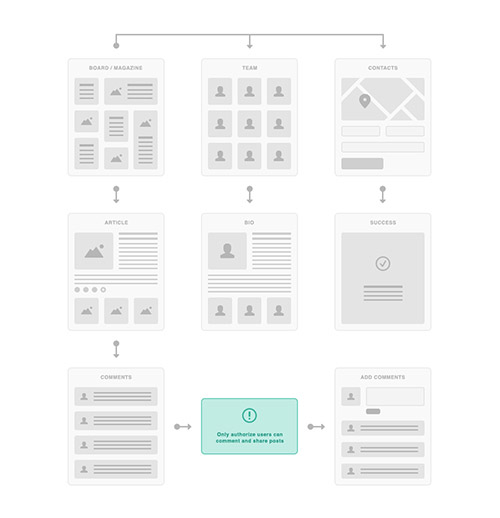 BOARD / MAGAZINE
TEAM
CONTACTS
ARTICLE
BIO
SUCCESS
COMMENTS
Only authorize users can
comment and share posts
ADD COMMENTS